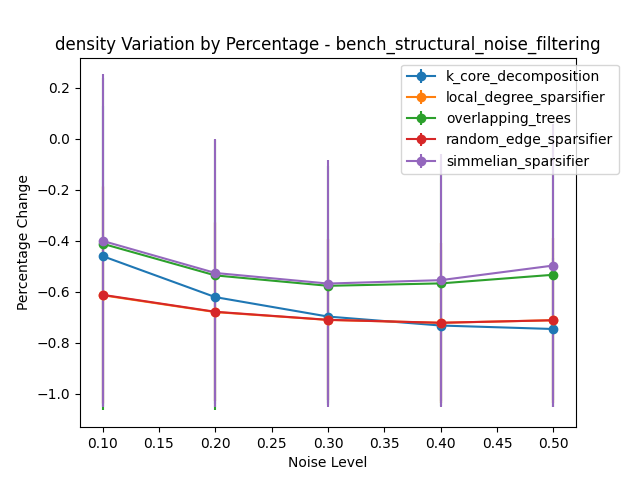 density Variation by Percentage - bench_structural_noise_filtering
k_core_decomposition
local_degree_sparsifier
overlapping_trees
random_edge_sparsifier
simmelian_sparsifier
Percentage Change
0.2
0.0
−0.2
−0.4
−0.6
−0.8
−1.0
0.10 0.15 0.20 0.25 0.30 0.35 0.40 0.45 0.50
Noise Level